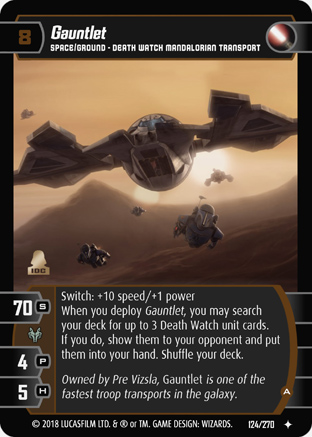 8
Gauntlet
SPACE/GROUND - DEATH WATCH MANDALORIAN TRANSPORT
IDC
70 S
4 P
5 H
Switch: +10 speed/+1 power
When you deploy Gauntlet, you may search
your deck for up to 3 Death Watch unit cards.
If you do, show them to your opponent and put
them into your hand. Shuffle your deck.
Owned by Pre Vizsla, Gauntlet is one of the
fastest troop transports in the galaxy.
A
© 2018 LUCASFILM LTD. & ® or TM. GAME DESIGN: WIZARDS.
124/270